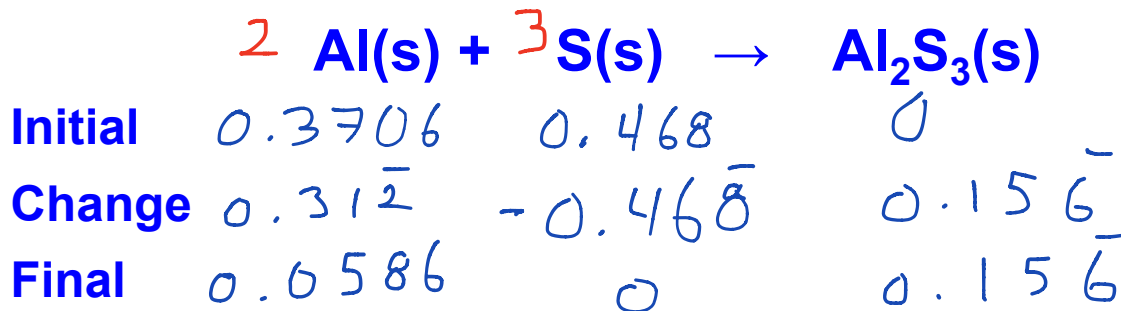 2 Al(s) + 3 S(s) → Al₂S₃(s)
Initial 0.3706 0.468 0
Change 0.312̅ -0.468̅ 0.156̅
Final 0.0586 0 0.156̅